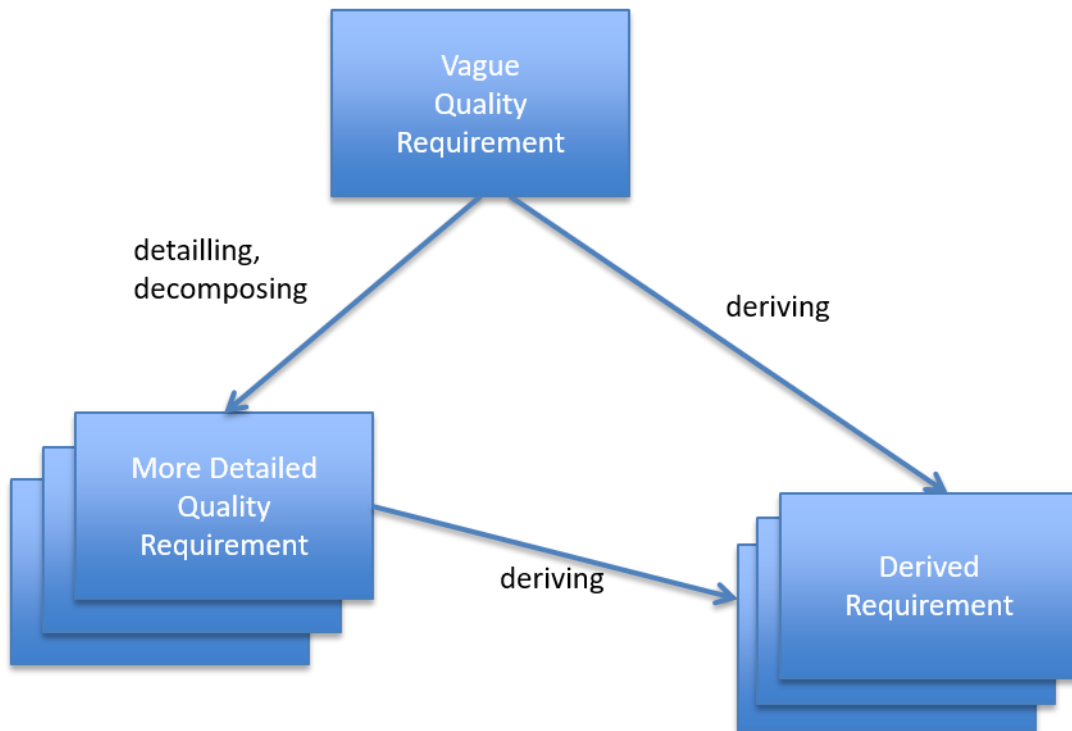 Vague
Quality
Requirement
detailling,
decomposing
deriving
More Detailed
Quality
Requirement
deriving
Derived
Requirement